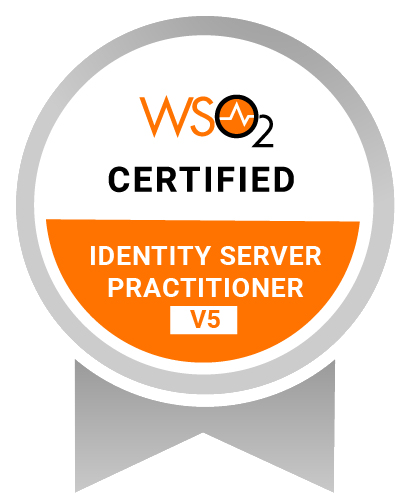 WSO2
CERTIFIED
IDENTITY SERVER
PRACTITIONER
V5